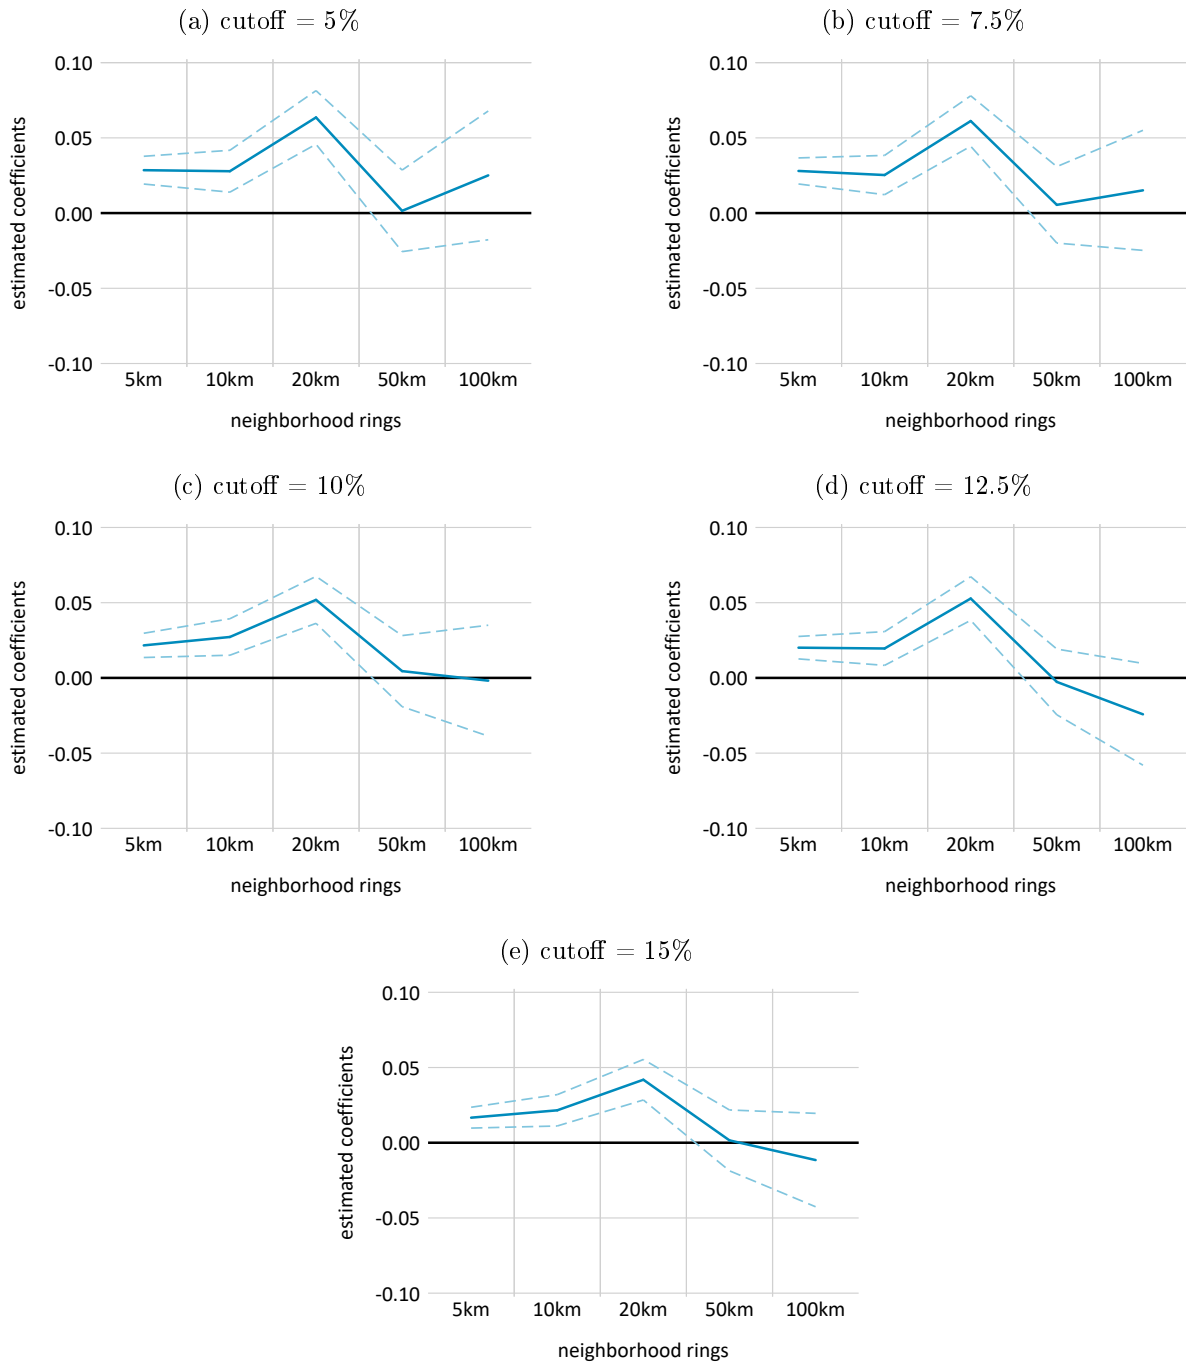 (a) cutoff = 5%
0.10
0.05
0.00
-0.05
-0.10
estimated coefficients
5km 10km 20km 50km 100km
neighborhood rings
(b) cutoff = 7.5%
0.10
0.05
0.00
-0.05
-0.10
estimated coefficients
5km 10km 20km 50km 100km
neighborhood rings
(c) cutoff = 10%
0.10
0.05
0.00
-0.05
-0.10
estimated coefficients
5km 10km 20km 50km 100km
neighborhood rings
(d) cutoff = 12.5%
0.10
0.05
0.00
-0.05
-0.10
estimated coefficients
5km 10km 20km 50km 100km
neighborhood rings
(e) cutoff = 15%
0.10
0.05
0.00
-0.05
-0.10
estimated coefficients
5km 10km 20km 50km 100km
neighborhood rings